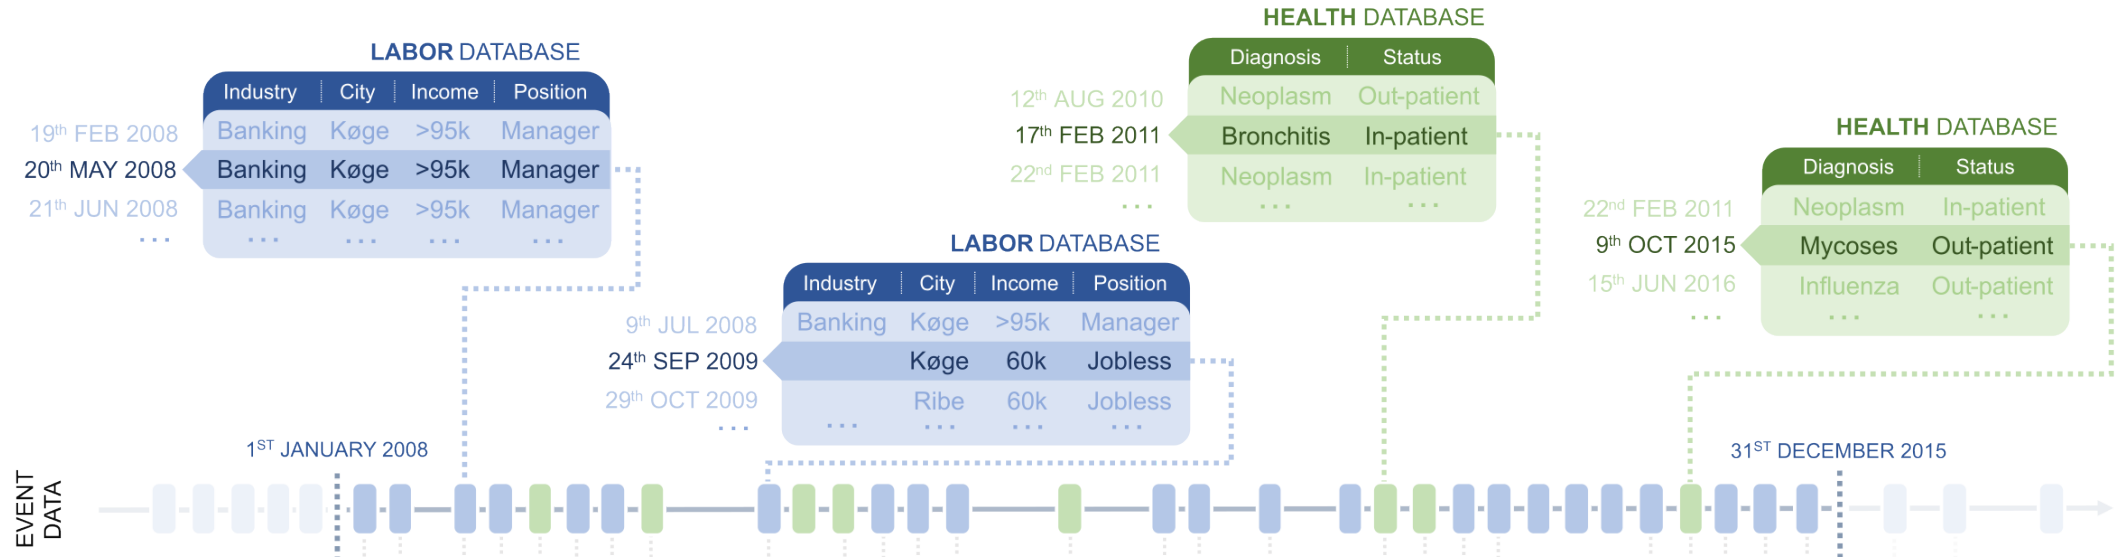 LABOR DATABASE
Industry City Income Position
19th FEB 2008 Banking Køge >95k Manager
20th MAY 2008 Banking Køge >95k Manager
21th JUN 2008 Banking Køge >95k Manager
... ... ... ... ...
LABOR DATABASE
Industry City Income Position
9th JUL 2008 Banking Køge >95k Manager
24th SEP 2009 Køge 60k Jobless
29th OCT 2009 Ribe 60k Jobless
... ... ... ... ...
HEALTH DATABASE
Diagnosis Status
12th AUG 2010 Neoplasm Out-patient
17th FEB 2011 Bronchitis In-patient
22nd FEB 2011 Neoplasm In-patient
... ... ...
HEALTH DATABASE
Diagnosis Status
22nd FEB 2011 Neoplasm In-patient
9th OCT 2015 Mycoses Out-patient
15th JUN 2016 Influenza Out-patient
... ... ...
1ST JANUARY 2008
31ST DECEMBER 2015
EVENT
DATA